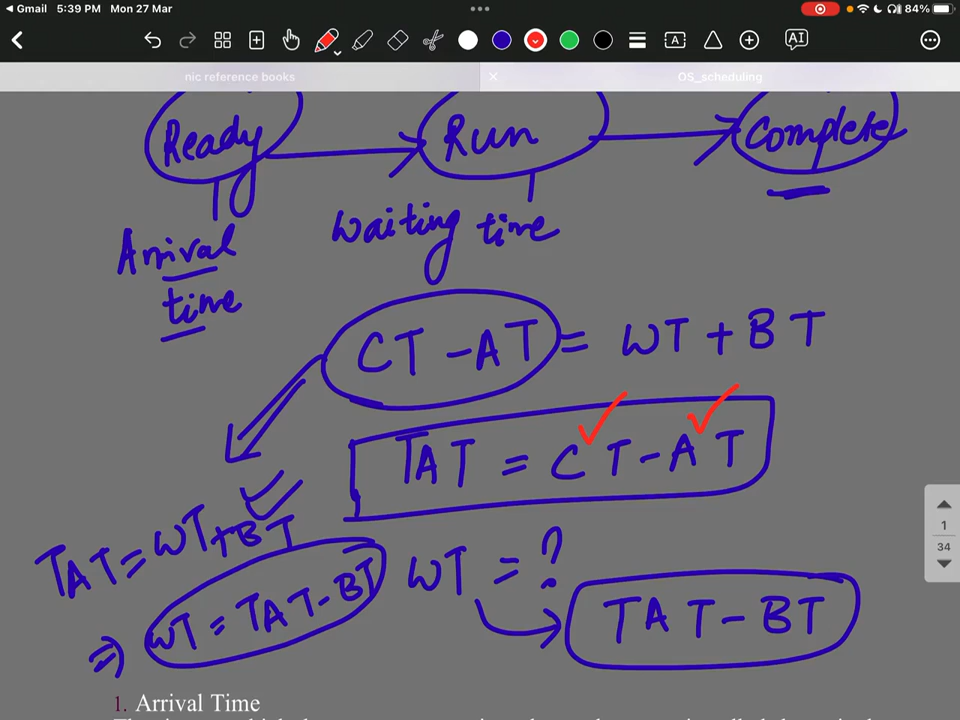 Gmail 5:39 PM Mon 27 Mar 84%
nic reference books OS_scheduling
Ready Run Complete
Arrival time
Waiting time
CT - AT = WT + BT
TAT = CT - AT
TAT = WT + BT
WT = ?
⇒ WT = TAT - BT
TAT - BT
1
34
1. Arrival Time